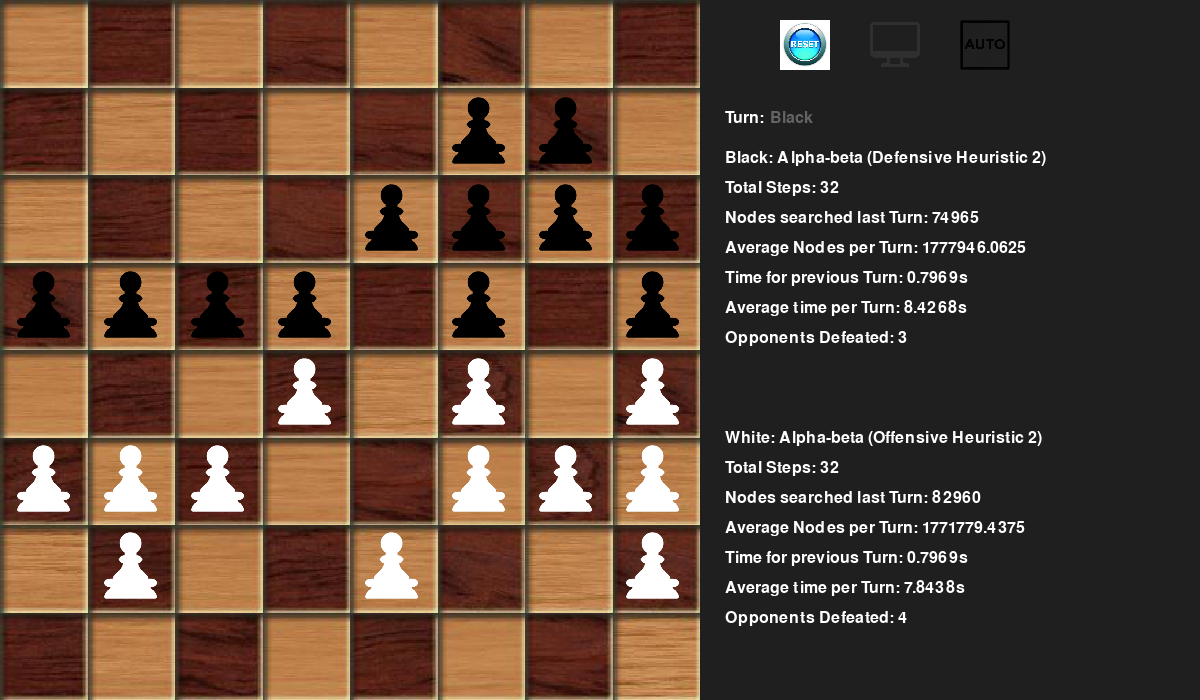 RESET
AUTO
Turn: Black
Black: Alpha-beta (Defensive Heuristic 2)
Total Steps: 32
Nodes searched last Turn: 74965
Average Nodes per Turn: 1777946.0625
Time for previous Turn: 0.7969s
Average time per Turn: 8.4268s
Opponents Defeated: 3
White: Alpha-beta (Offensive Heuristic 2)
Total Steps: 32
Nodes searched last Turn: 82960
Average Nodes per Turn: 1771779.4375
Time for previous Turn: 0.7969s
Average time per Turn: 7.8438s
Opponents Defeated: 4